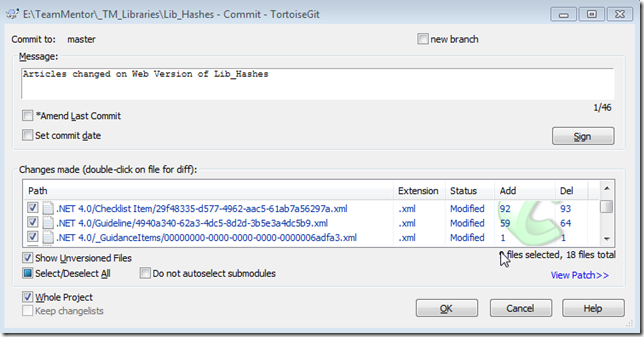 E:\TeamMentor\_TM_Libraries\Lib_Hashes - Commit - TortoiseGit
Commit to: master
new branch
Message:
Articles changed on Web Version of Lib_Hashes
1/46
*Amend Last Commit
Set commit date
Sign
Changes made (double-click on file for diff):
Path Extension Status Add Del
.NET 4.0/Checklist Item/29f48335-d577-4962-aac5-61ab7a56297a.xml .xml Modified 92 93
.NET 4.0/Guideline/4940a340-62a3-4dc5-8d2d-3b5e3a4dc5b9.xml .xml Modified 59 64
.NET 4.0/_GuidanceItems/00000000-0000-0000-0000-0000006adfa3.xml .xml Modified 1 1
Show Unversioned Files
files selected, 18 files total
Select/Deselect All
Do not autoselect submodules
View Patch>>
Whole Project
Keep changelists
OK
Cancel
Help